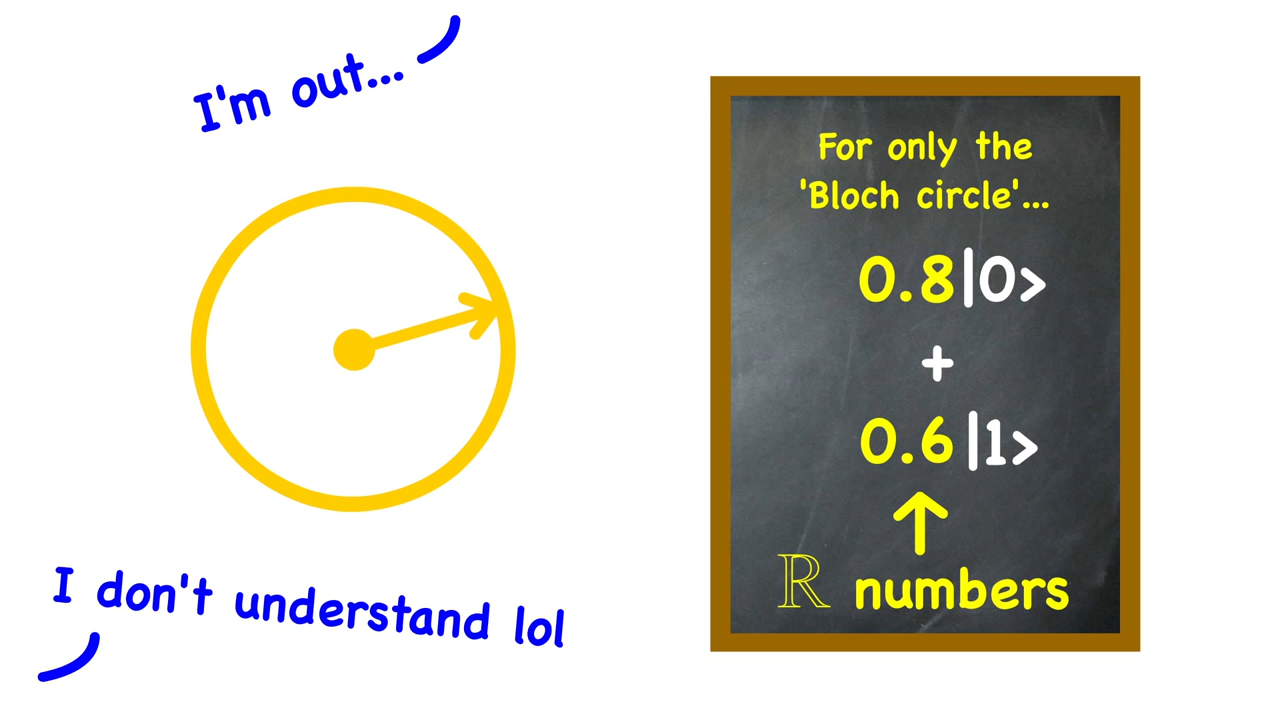 I'm out...
I don't understand lol
For only the
'Bloch circle'...
0.8|0>
+
0.6|1>
ℝ numbers